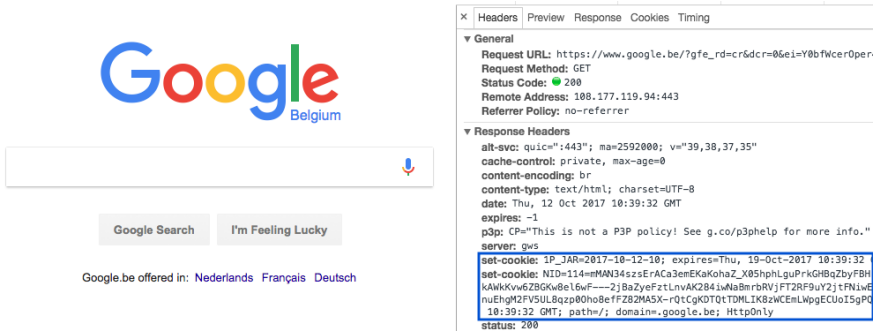 Google
Belgium
Google Search
I'm Feeling Lucky
Google.be offered in: Nederlands Français Deutsch
× Headers Preview Response Cookies Timing
▼ General
Request URL: https://www.google.be/?gfe_rd=cr&dcr=0&ei=Y0bfWcerOper
Request Method: GET
Status Code: 200
Remote Address: 108.177.119.94:443
Referrer Policy: no-referrer
▼ Response Headers
alt-svc: quic=":443"; ma=2592000; v="39,38,37,35"
cache-control: private, max-age=0
content-encoding: br
content-type: text/html; charset=UTF-8
date: Thu, 12 Oct 2017 10:39:32 GMT
expires: -1
p3p: CP="This is not a P3P policy! See g.co/p3phelp for more info."
server: gws
set-cookie: 1P_JAR=2017-10-12-10; expires=Thu, 19-Oct-2017 10:39:32
set-cookie: NID=114=mMAN34szsErACa3emEKaKohaZ_X05hphLguPrkGHBqZbyFBH
kAWkKvw6ZBGKw8el6wF---2jBaZyeFztLnvAK284iwNaBmrbRVjFT2RF9uY2jtFNiwE
nuEhgM2FV5UL8qzp0Oho8efFZ82MA5X-rQtCgKDTQtTDMLIK8zWCEmLWpgECUoI5gPQ
10:39:32 GMT; path=/; domain=.google.be; HttpOnly
status: 200